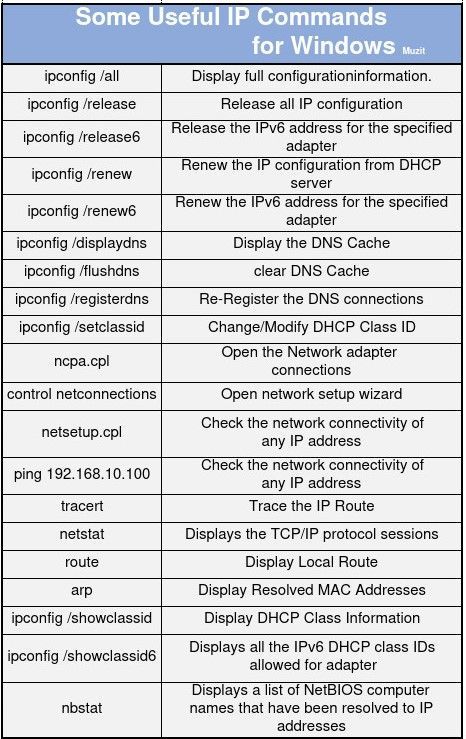 Some Useful IP Commands
for Windows Muzit
ipconfig /all Display full configurationinformation.
ipconfig /release Release all IP configuration
ipconfig /release6 Release the IPv6 address for the specified
adapter
ipconfig /renew Renew the IP configuration from DHCP
server
ipconfig /renew6 Renew the IPv6 address for the specified
adapter
ipconfig /displaydns Display the DNS Cache
ipconfig /flushdns clear DNS Cache
ipconfig /registerdns Re-Register the DNS connections
ipconfig /setclassid Change/Modify DHCP Class ID
ncpa.cpl Open the Network adapter
connections
control netconnections Open network setup wizard
netsetup.cpl Check the network connectivity of
any IP address
ping 192.168.10.100 Check the network connectivity of
any IP address
tracert Trace the IP Route
netstat Displays the TCP/IP protocol sessions
route Display Local Route
arp Display Resolved MAC Addresses
ipconfig /showclassid Display DHCP Class Information
ipconfig /showclassid6 Displays all the IPv6 DHCP class IDs
allowed for adapter
nbstat Displays a list of NetBIOS computer
names that have been resolved to IP
addresses